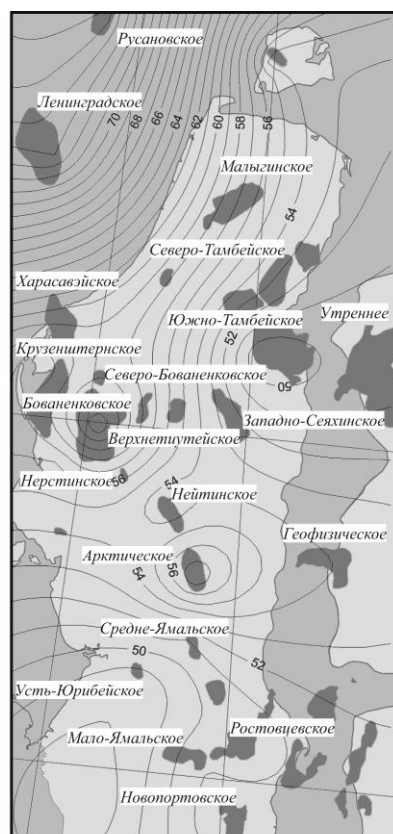 Русановское
Ленинградское
70
68
66
64
62
60
58
56
Малыгинское
54
Северо-Тамбейское
Харасавэйское
Южно-Тамбейское
Утреннее
52
Крузенштернское
Северо-Бованенковское
50
Бованенковское
Западно-Сеяхинское
Верхнетиутейское
Нерстинское
56
54
Нейтинское
Геофизическое
Арктическое
54
56
Средне-Ямальское
50
52
Усть-Юрибейское
Мало-Ямальское
Ростовцевское
Новопортовское